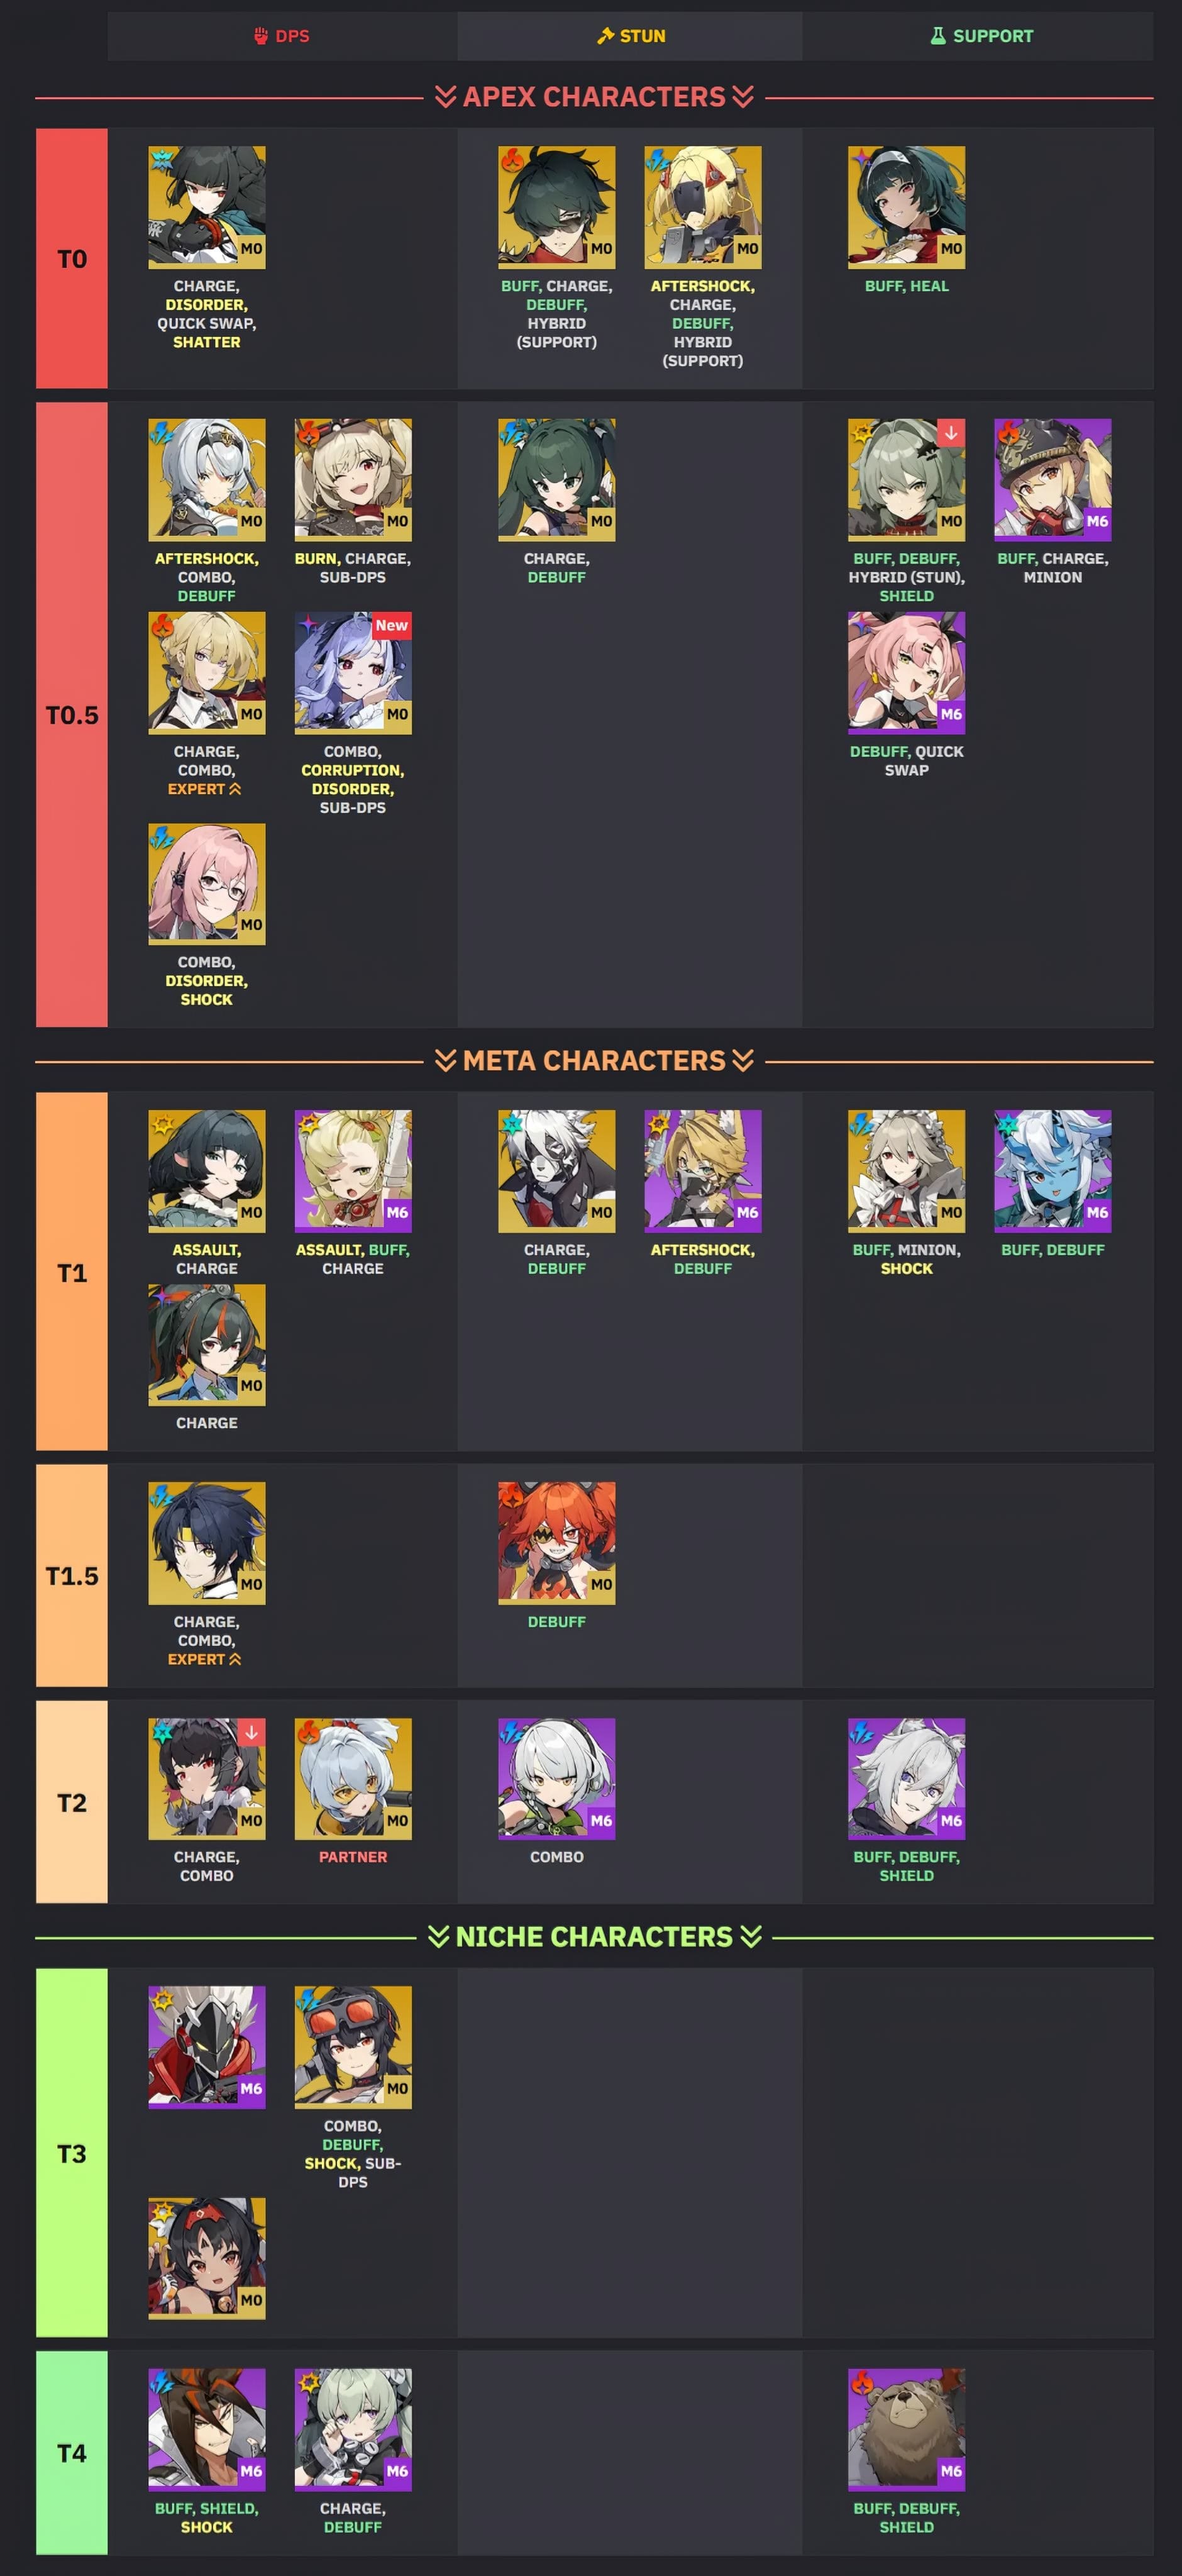 DPS
STUN
SUPPORT
APEX CHARACTERS
T0
M0
CHARGE,
DISORDER,
QUICK SWAP,
SHATTER
M0
BUFF, CHARGE,
DEBUFF,
HYBRID
(SUPPORT)
M0
AFTERSHOCK,
CHARGE,
DEBUFF,
HYBRID
(SUPPORT)
M0
BUFF, HEAL
T0.5
M0
AFTERSHOCK,
COMBO,
DEBUFF
M0
BURN, CHARGE,
SUB-DPS
M0
CHARGE,
COMBO,
EXPERT
New
M0
COMBO,
CORRUPTION,
DISORDER,
SUB-DPS
M0
COMBO,
DISORDER,
SHOCK
M0
CHARGE,
DEBUFF
M0
BUFF, DEBUFF,
HYBRID (STUN),
SHIELD
M6
BUFF, CHARGE,
MINION
M6
DEBUFF, QUICK
SWAP
META CHARACTERS
T1
M0
ASSAULT,
CHARGE
M6
ASSAULT, BUFF,
CHARGE
M0
CHARGE
M0
CHARGE,
DEBUFF
M6
AFTERSHOCK,
DEBUFF
M0
BUFF, MINION,
SHOCK
M6
BUFF, DEBUFF
T1.5
M0
CHARGE,
COMBO,
EXPERT
M0
DEBUFF
T2
M0
CHARGE,
COMBO
M0
PARTNER
M6
COMBO
M6
BUFF, DEBUFF,
SHIELD
NICHE CHARACTERS
T3
M6
M0
COMBO,
DEBUFF,
SHOCK, SUB-
DPS
M0
T4
M6
BUFF, SHIELD,
SHOCK
M6
CHARGE,
DEBUFF
M6
BUFF, DEBUFF,
SHIELD